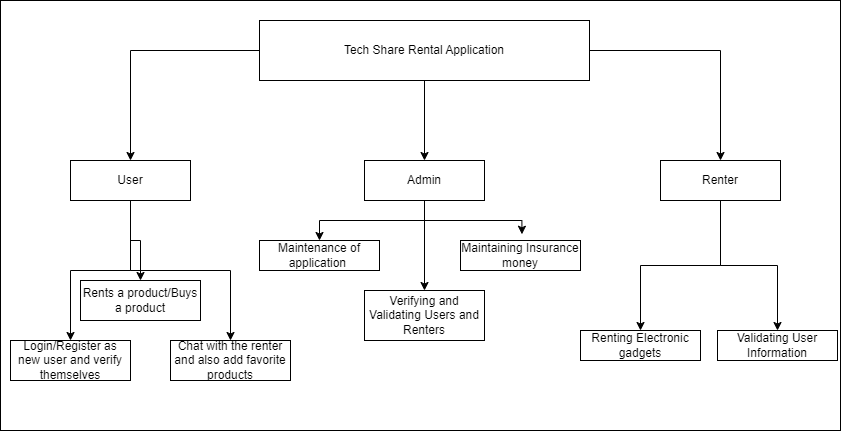 Tech Share Rental Application
User
Admin
Renter
Maintenance of
application
Maintaining Insurance
money
Rents a product/Buys
a product
Verifying and
Validating Users and
Renters
Login/Register as
new user and verify
themselves
Chat with the renter
and also add favorite
products
Renting Electronic
gadgets
Validating User
Information